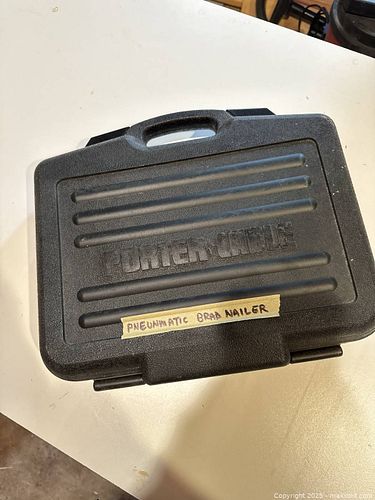 PORTER-CABLE
PNEUMATIC BRAD NAILER
Copyright 2025 - maxsold.com